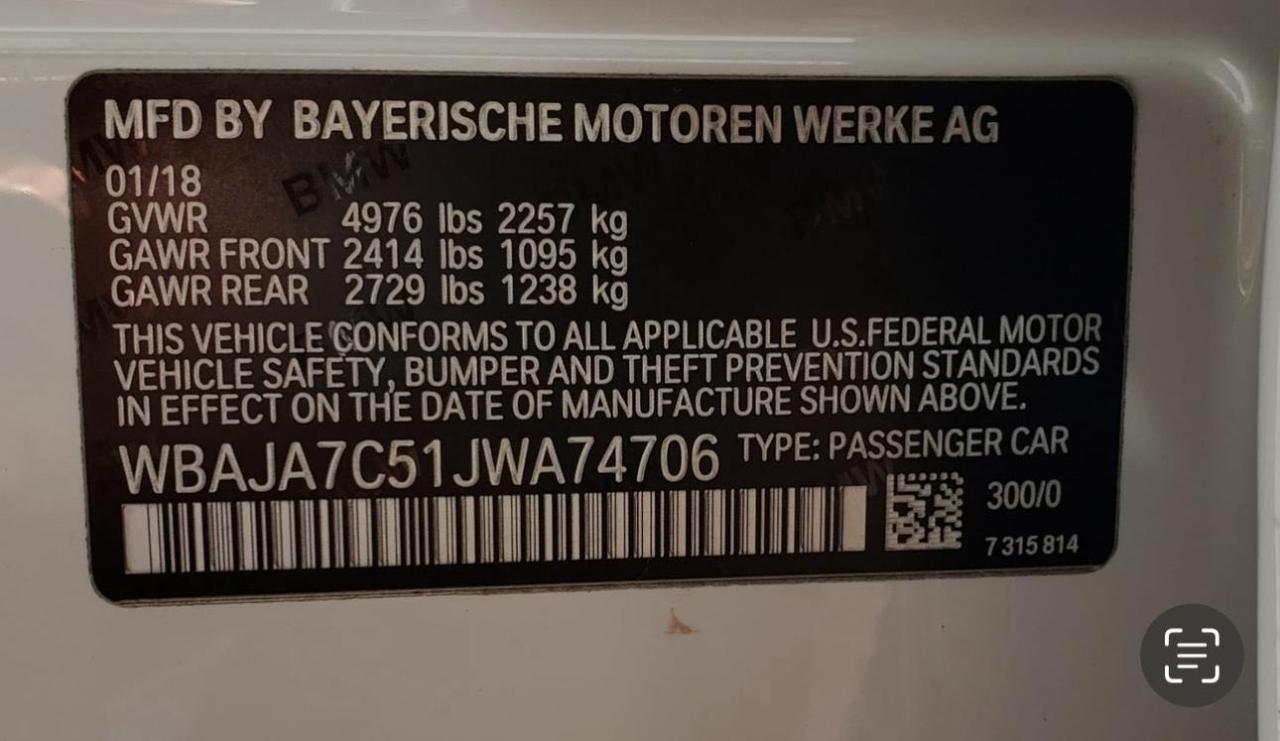 MFD BY BAYERISCHE MOTOREN WERKE AG
01/18
GVWR 4976 lbs 2257 kg
GAWR FRONT 2414 lbs 1095 kg
GAWR REAR 2729 lbs 1238 kg
THIS VEHICLE CONFORMS TO ALL APPLICABLE U.S.FEDERAL MOTOR
VEHICLE SAFETY, BUMPER AND THEFT PREVENTION STANDARDS
IN EFFECT ON THE DATE OF MANUFACTURE SHOWN ABOVE.
WBAJA7C51JWA74706 TYPE: PASSENGER CAR
300/0
7 315 814
BMW
BMW
BMW